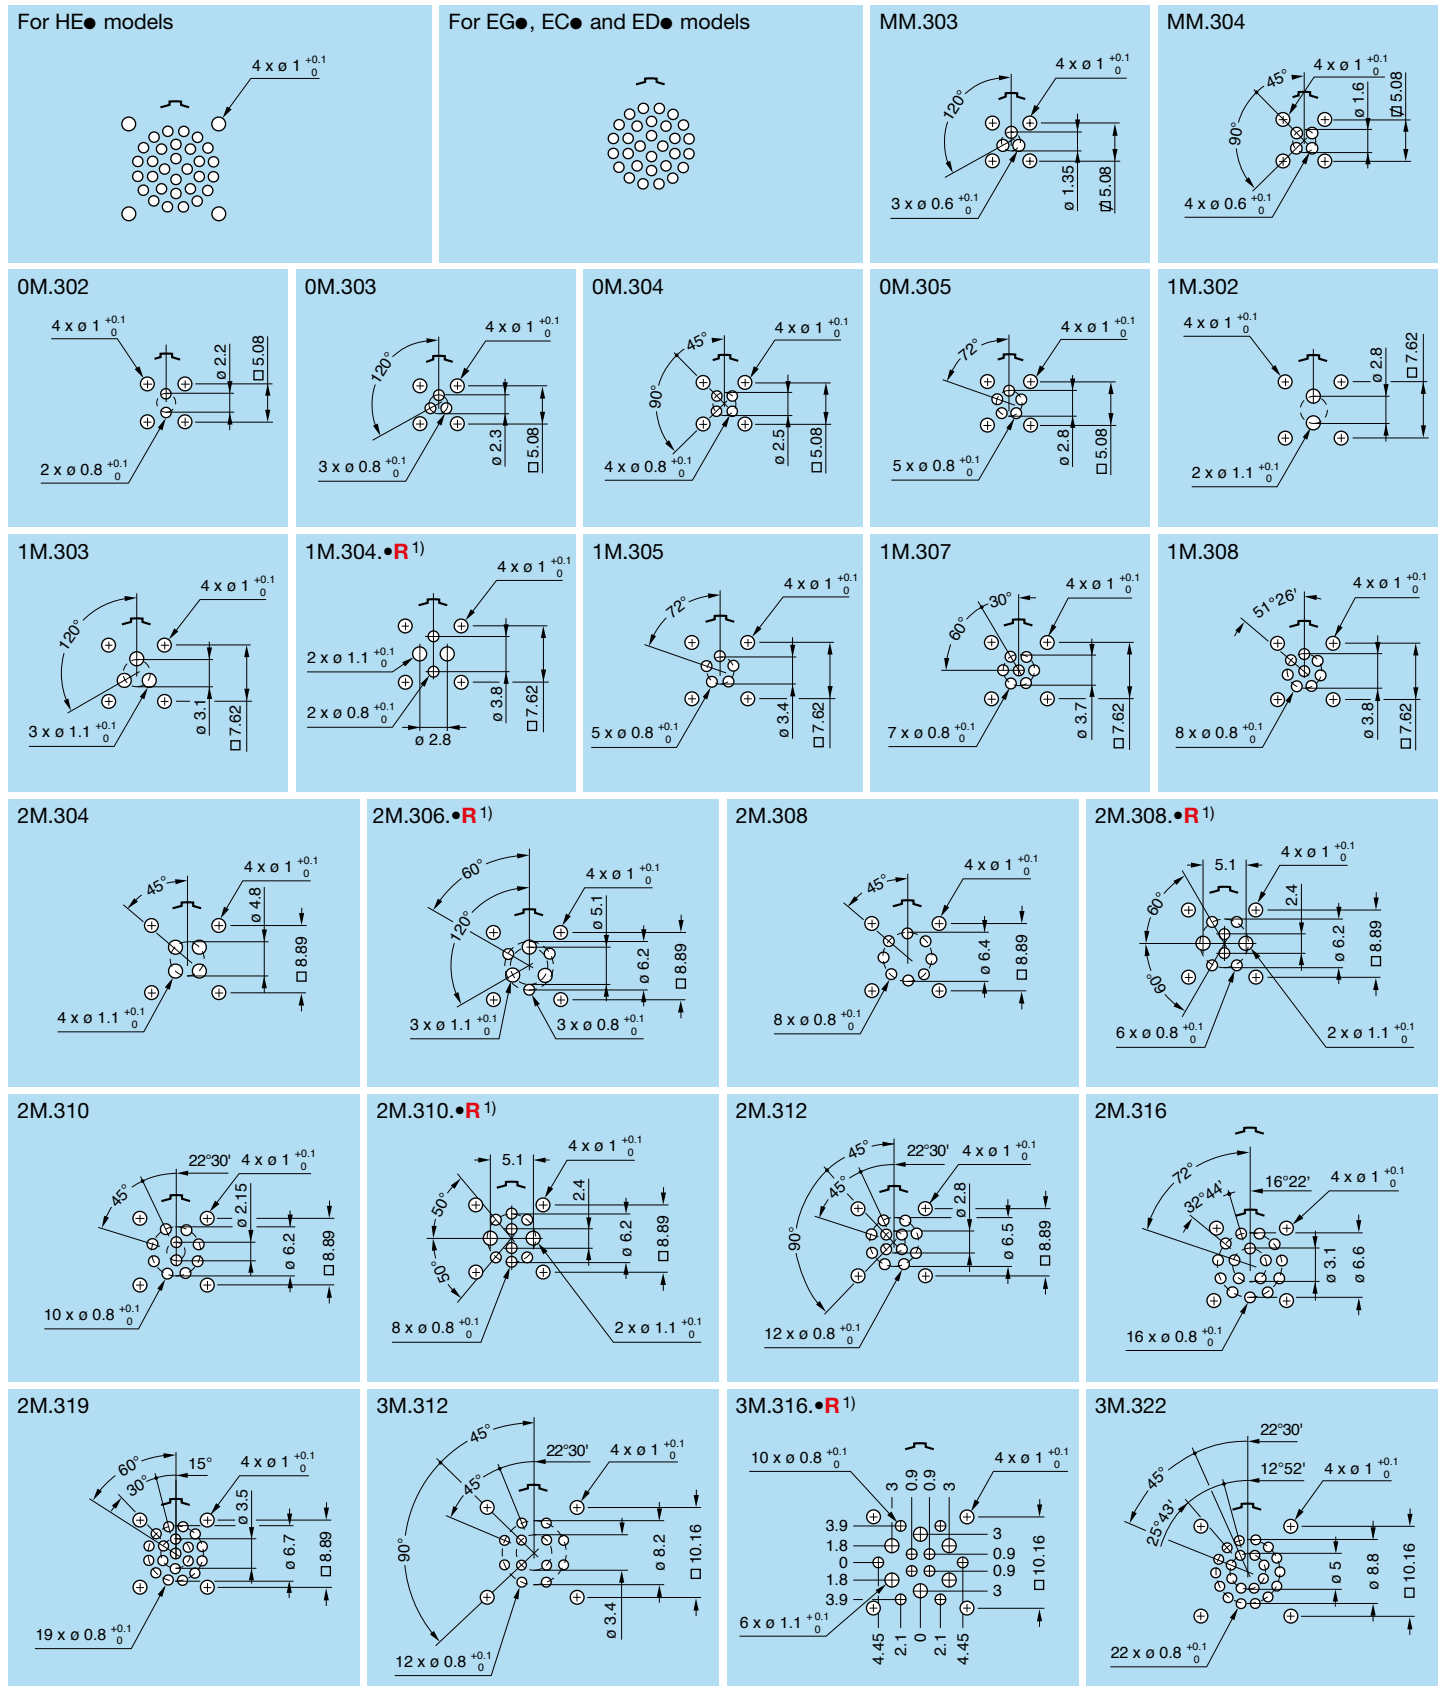 For HE● models
4 x ø 1 +0.1 0
For EG●, EC● and ED● models
MM.303
120°
4 x ø 1 +0.1 0
3 x ø 0.6 +0.1 0
ø 1.35
□ 5.08
MM.304
45°
90°
4 x ø 1 +0.1 0
ø 1.6
□ 5.08
4 x ø 0.6 +0.1 0
0M.302
4 x ø 1 +0.1 0
ø 2.2
□ 5.08
2 x ø 0.8 +0.1 0
0M.303
120°
4 x ø 1 +0.1 0
3 x ø 0.8 +0.1 0
ø 2.3
□ 5.08
0M.304
45°
90°
4 x ø 1 +0.1 0
4 x ø 0.8 +0.1 0
ø 2.5
□ 5.08
0M.305
72°
4 x ø 1 +0.1 0
5 x ø 0.8 +0.1 0
ø 2.8
□ 5.08
1M.302
4 x ø 1 +0.1 0
ø 2.8
□ 7.62
2 x ø 1.1 +0.1 0
1M.303
120°
4 x ø 1 +0.1 0
3 x ø 1.1 +0.1 0
ø 3.1
□ 7.62
1M.304.●R 1)
4 x ø 1 +0.1 0
2 x ø 1.1 +0.1 0
2 x ø 0.8 +0.1 0
ø 2.8
ø 3.8
□ 7.62
1M.305
72°
4 x ø 1 +0.1 0
5 x ø 0.8 +0.1 0
ø 3.4
□ 7.62
1M.307
30°
60°
4 x ø 1 +0.1 0
7 x ø 0.8 +0.1 0
ø 3.7
□ 7.62
1M.308
51°26'
4 x ø 1 +0.1 0
8 x ø 0.8 +0.1 0
ø 3.8
□ 7.62
2M.304
45°
4 x ø 1 +0.1 0
ø 4.8
□ 8.89
4 x ø 1.1 +0.1 0
2M.306.●R 1)
60°
120°
4 x ø 1 +0.1 0
ø 5.1
ø 6.2
□ 8.89
3 x ø 1.1 +0.1 0
3 x ø 0.8 +0.1 0
2M.308
45°
4 x ø 1 +0.1 0
ø 6.4
□ 8.89
8 x ø 0.8 +0.1 0
2M.308.●R 1)
5.1
4 x ø 1 +0.1 0
60°
60°
2.4
ø 6.2
□ 8.89
6 x ø 0.8 +0.1 0
2 x ø 1.1 +0.1 0
2M.310
22°30'
45°
4 x ø 1 +0.1 0
ø 2.15
ø 6.2
□ 8.89
10 x ø 0.8 +0.1 0
2M.310.●R 1)
5.1
4 x ø 1 +0.1 0
50°
50°
2.4
ø 6.2
□ 8.89
8 x ø 0.8 +0.1 0
2 x ø 1.1 +0.1 0
2M.312
45°
22°30'
45°
90°
4 x ø 1 +0.1 0
ø 2.8
ø 6.5
□ 8.89
12 x ø 0.8 +0.1 0
2M.316
72°
32°44'
16°22'
4 x ø 1 +0.1 0
ø 3.1
ø 6.6
16 x ø 0.8 +0.1 0
2M.319
60°
30°
15°
4 x ø 1 +0.1 0
ø 3.5
ø 6.7
□ 8.89
19 x ø 0.8 +0.1 0
3M.312
45°
22°30'
45°
90°
4 x ø 1 +0.1 0
ø 8.2
□ 10.16
ø 3.4
12 x ø 0.8 +0.1 0
3M.316.●R 1)
10 x ø 0.8 +0.1 0
3
0.9
0.9
3
4 x ø 1 +0.1 0
3.9
1.8
0
1.8
3.9
3
0.9
0.9
3
□ 10.16
6 x ø 1.1 +0.1 0
4.45
2.1
0
2.1
4.45
3M.322
22°30'
45°
12°52'
25°43'
4 x ø 1 +0.1 0
ø 5
ø 8.8
□ 10.16
22 x ø 0.8 +0.1 0